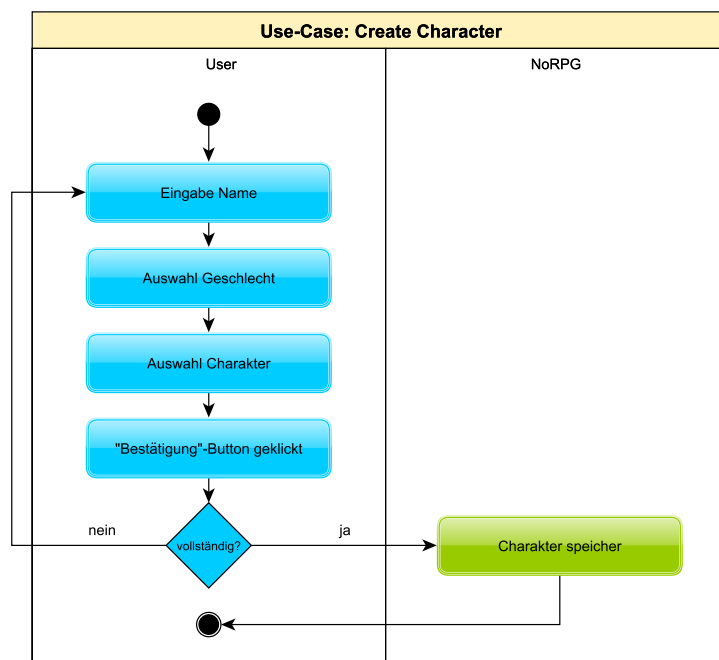 Use-Case: Create Character
User
NoRPG
Eingabe Name
Auswahl Geschlecht
Auswahl Charakter
"Bestätigung"-Button geklickt
nein
vollständig?
ja
Charakter speicher